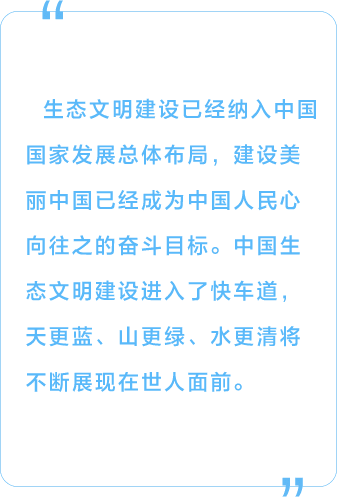 “
生态文明建设已经纳入中国
国家发展总体布局，建设美
丽中国已经成为中国人民心
向往之的奋斗目标。中国生
态文明建设进入了快车道，
天更蓝、山更绿、水更清将
不断展现在世人面前。
”